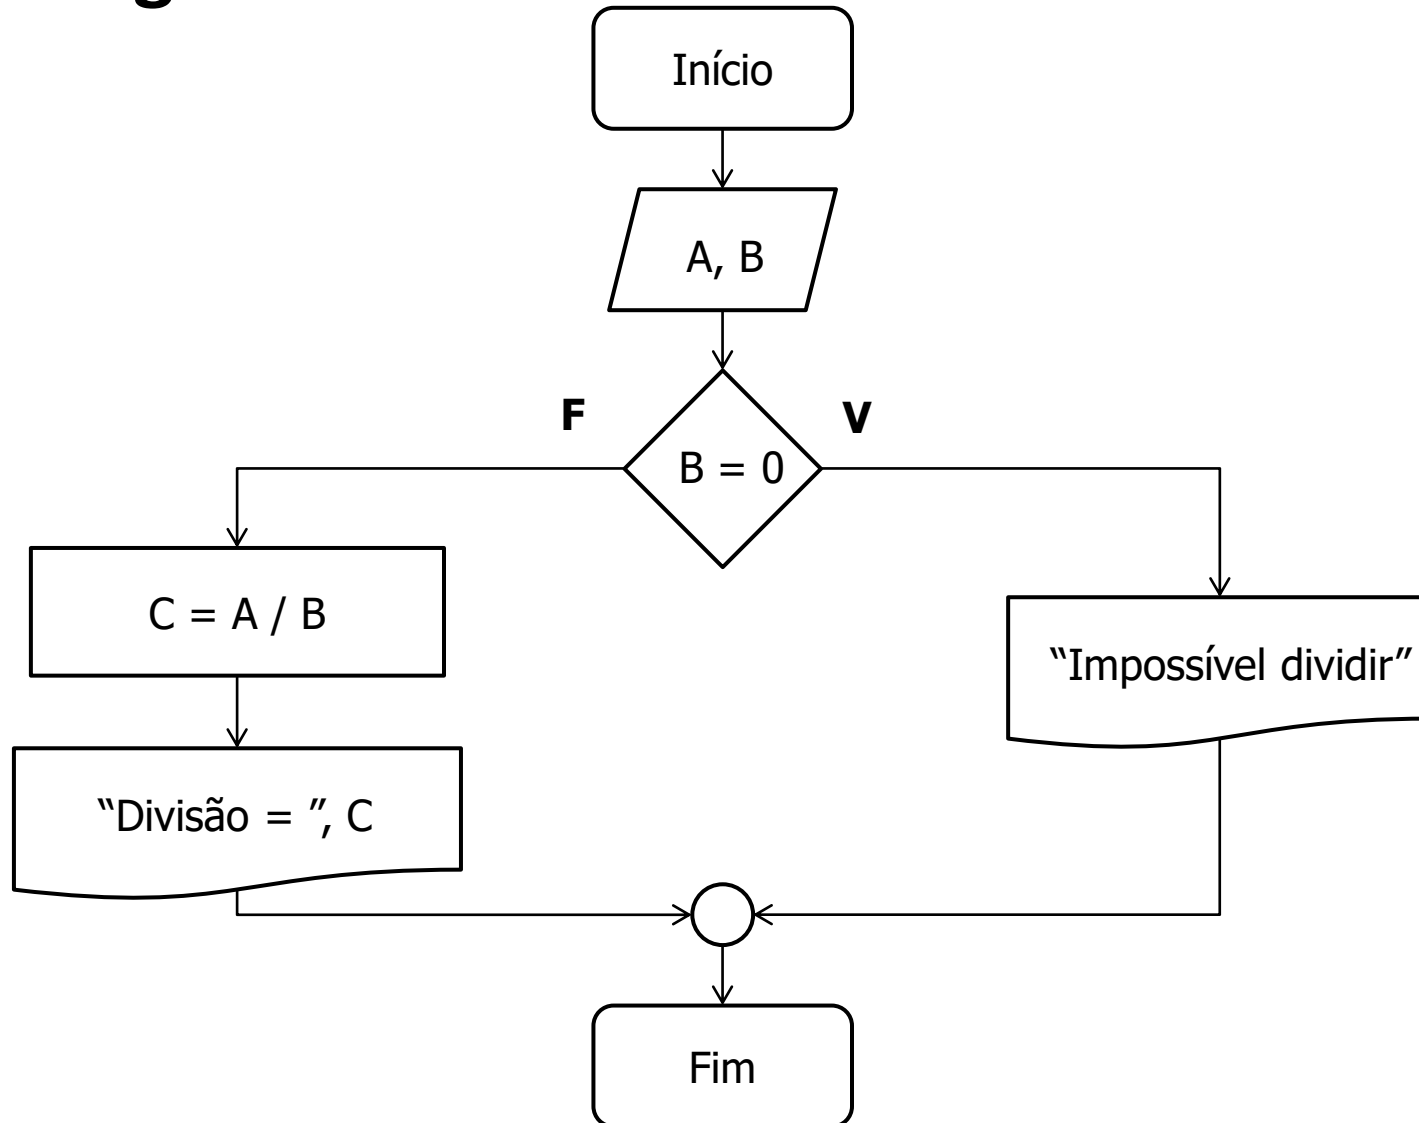 Início
A, B
F
V
B = 0
C = A / B
“Impossível dividir”
“Divisão = ”, C
Fim